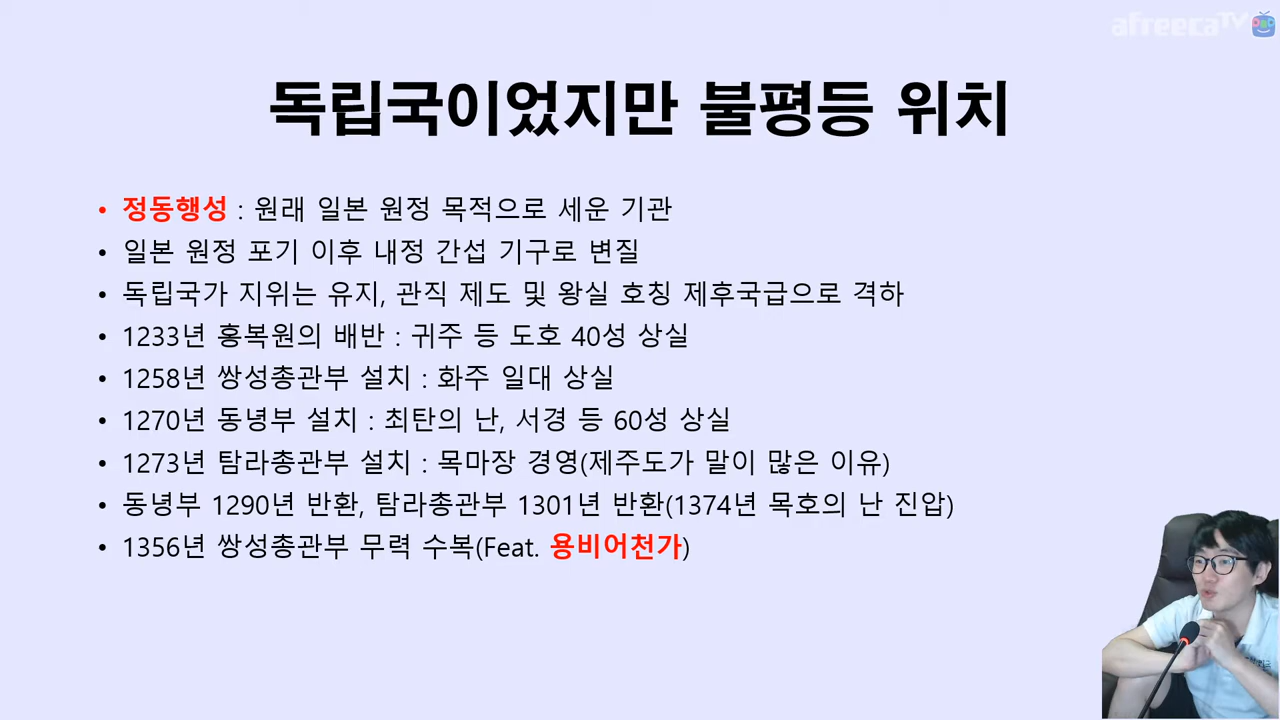 afreecaTV
독립국이었지만 불평등 위치
• 정동행성 : 원래 일본 원정 목적으로 세운 기관
• 일본 원정 포기 이후 내정 간섭 기구로 변질
• 독립국가 지위는 유지, 관직 제도 및 왕실 호칭 제후국급으로 격하
• 1233년 홍복원의 배반 : 귀주 등 도호 40성 상실
• 1258년 쌍성총관부 설치 : 화주 일대 상실
• 1270년 동녕부 설치 : 최탄의 난, 서경 등 60성 상실
• 1273년 탐라총관부 설치 : 목마장 경영(제주도가 말이 많은 이유)
• 동녕부 1290년 반환, 탐라총관부 1301년 반환(1374년 목호의 난 진압)
• 1356년 쌍성총관부 무력 수복(Feat. 용비어천가)